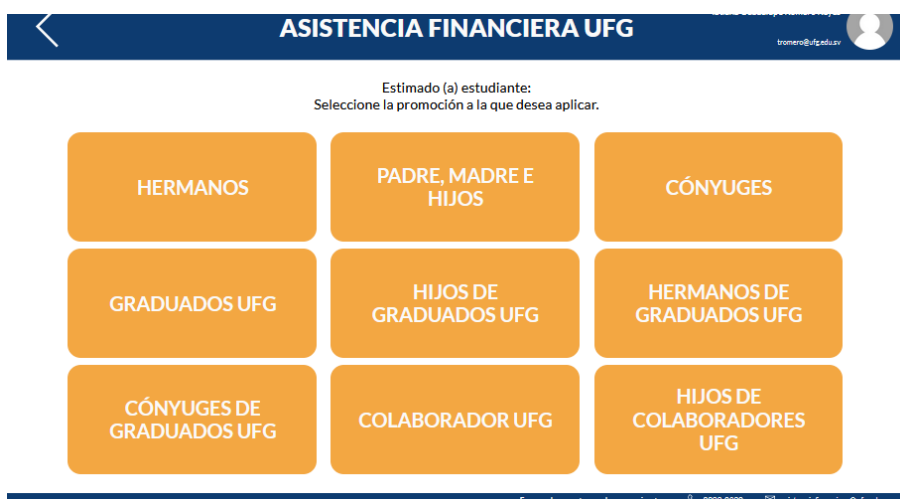 ASISTENCIA FINANCIERA UFG
tromero@ufg.edu.sv
Estimado (a) estudiante:
Seleccione la promoción a la que desea aplicar.
HERMANOS
PADRE, MADRE E
HIJOS
CÓNYUGES
GRADUADOS UFG
HIJOS DE
GRADUADOS UFG
HERMANOS DE
GRADUADOS UFG
CÓNYUGES DE
GRADUADOS UFG
COLABORADOR UFG
HIJOS DE
COLABORADORES
UFG